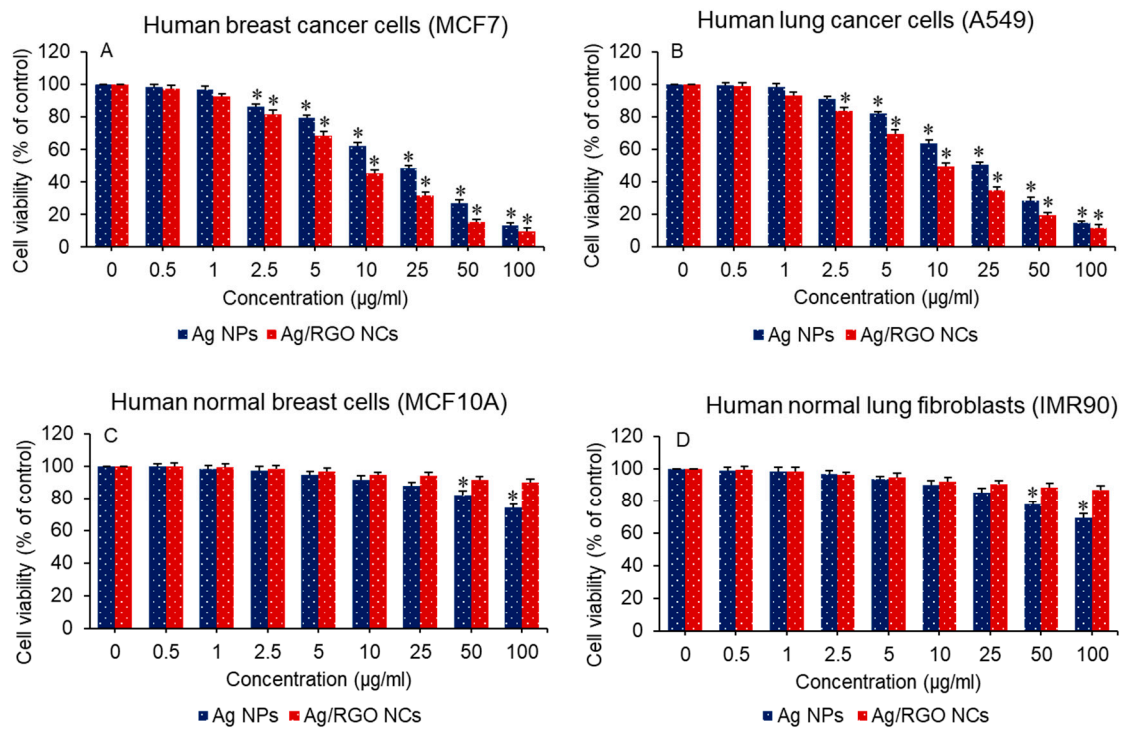 Human breast cancer cells (MCF7)
A
Cell viability (% of control)
120
100
80
60
40
20
0
* * * * * * * * * * * *
0 0.5 1 2.5 5 10 25 50 100
Concentration (µg/ml)
Ag NPs Ag/RGO NCs
Human lung cancer cells (A549)
B
Cell viability (% of control)
120
100
80
60
40
20
0
* * * * * * * * * * *
0 0.5 1 2.5 5 10 25 50 100
Concentration (µg/ml)
Ag NPs Ag/RGO NCs
Human normal breast cells (MCF10A)
C
Cell viability (% of control)
120
100
80
60
40
20
0
* *
0 0.5 1 2.5 5 10 25 50 100
Concentration (µg/ml)
Ag NPs Ag/RGO NCs
Human normal lung fibroblasts (IMR90)
D
Cell viability (% of control)
120
100
80
60
40
20
0
* *
0 0.5 1 2.5 5 10 25 50 100
Concentration (µg/ml)
Ag NPs Ag/RGO NCs